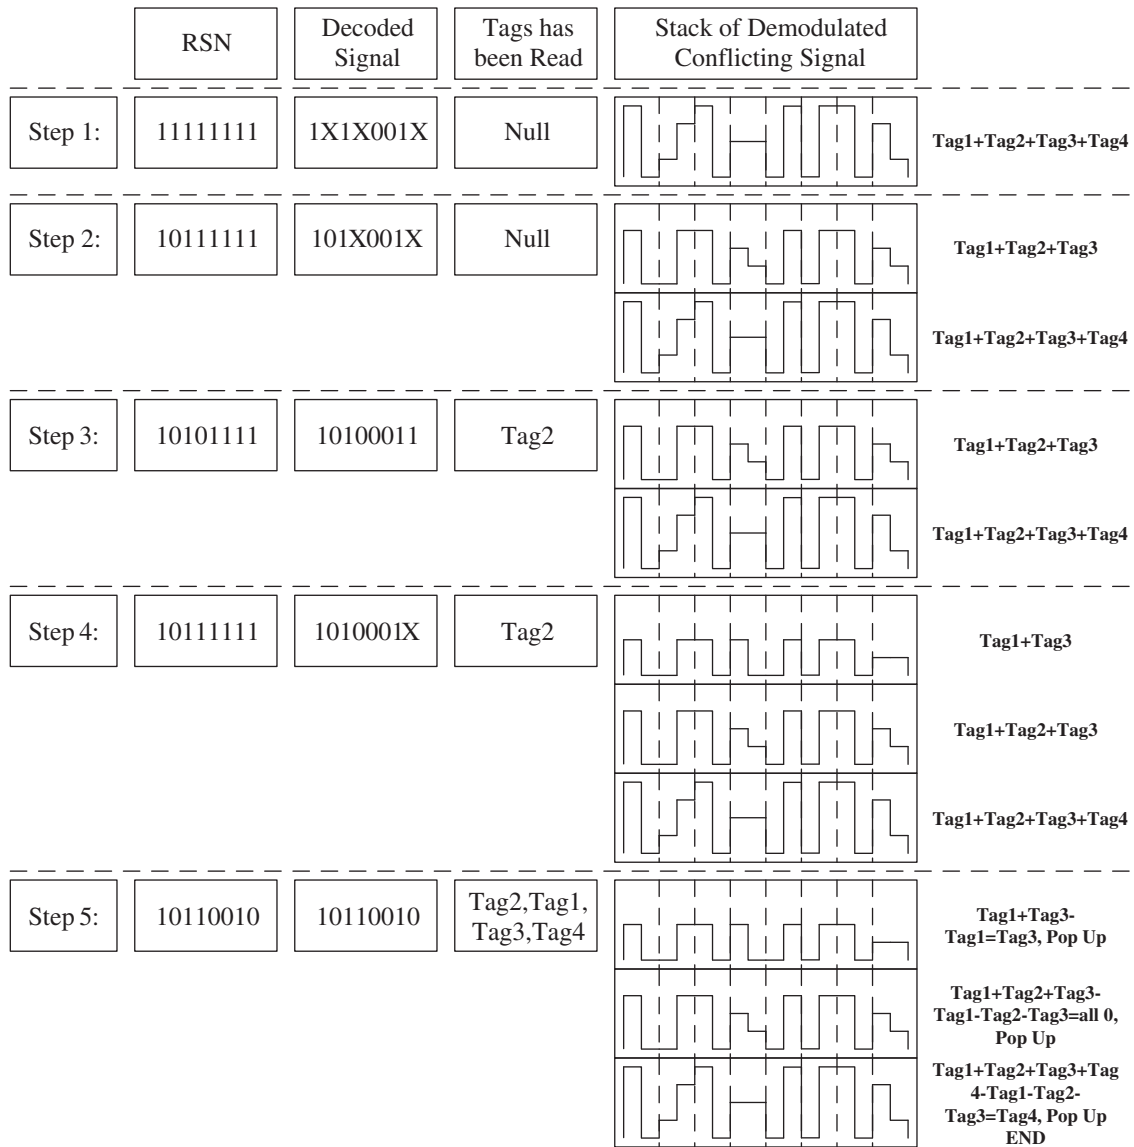 RSN
Decoded
Signal
Tags has
been Read
Stack of Demodulated
Conflicting Signal
Step 1:
11111111
1X1X001X
Null
Tag1+Tag2+Tag3+Tag4
Step 2:
10111111
101X001X
Null
Tag1+Tag2+Tag3
Tag1+Tag2+Tag3+Tag4
Step 3:
10101111
10100011
Tag2
Tag1+Tag2+Tag3
Tag1+Tag2+Tag3+Tag4
Step 4:
10111111
1010001X
Tag2
Tag1+Tag3
Tag1+Tag2+Tag3
Tag1+Tag2+Tag3+Tag4
Step 5:
10110010
10110010
Tag2,Tag1,
Tag3,Tag4
Tag1+Tag3-
Tag1=Tag3, Pop Up
Tag1+Tag2+Tag3-
Tag1-Tag2-Tag3=all 0,
Pop Up
Tag1+Tag2+Tag3+Tag
4-Tag1-Tag2-
Tag3=Tag4, Pop Up
END